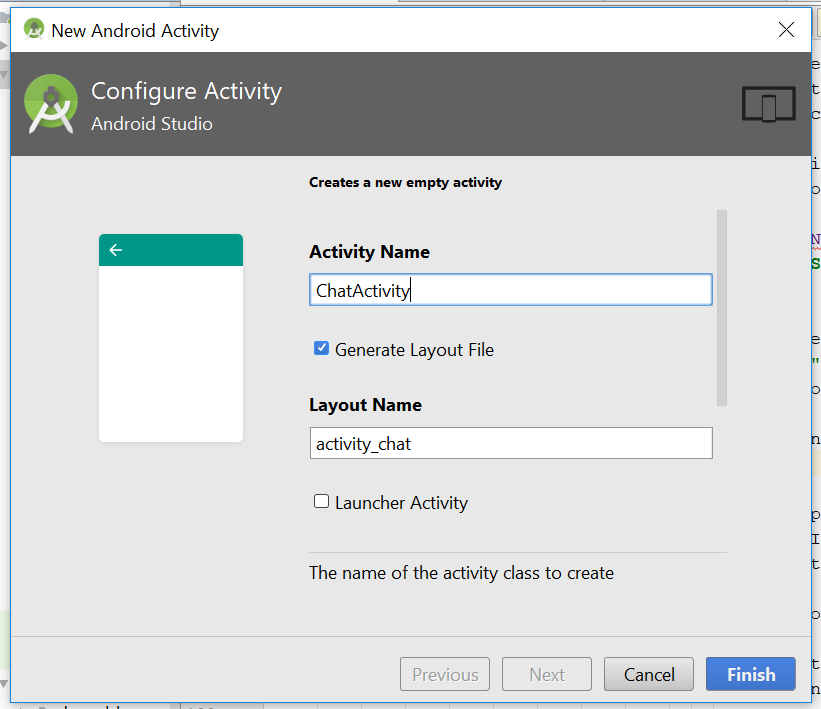 New Android Activity
Configure Activity
Android Studio
Creates a new empty activity
Activity Name
ChatActivity
Generate Layout File
Layout Name
activity_chat
Launcher Activity
The name of the activity class to create
Previous
Next
Cancel
Finish